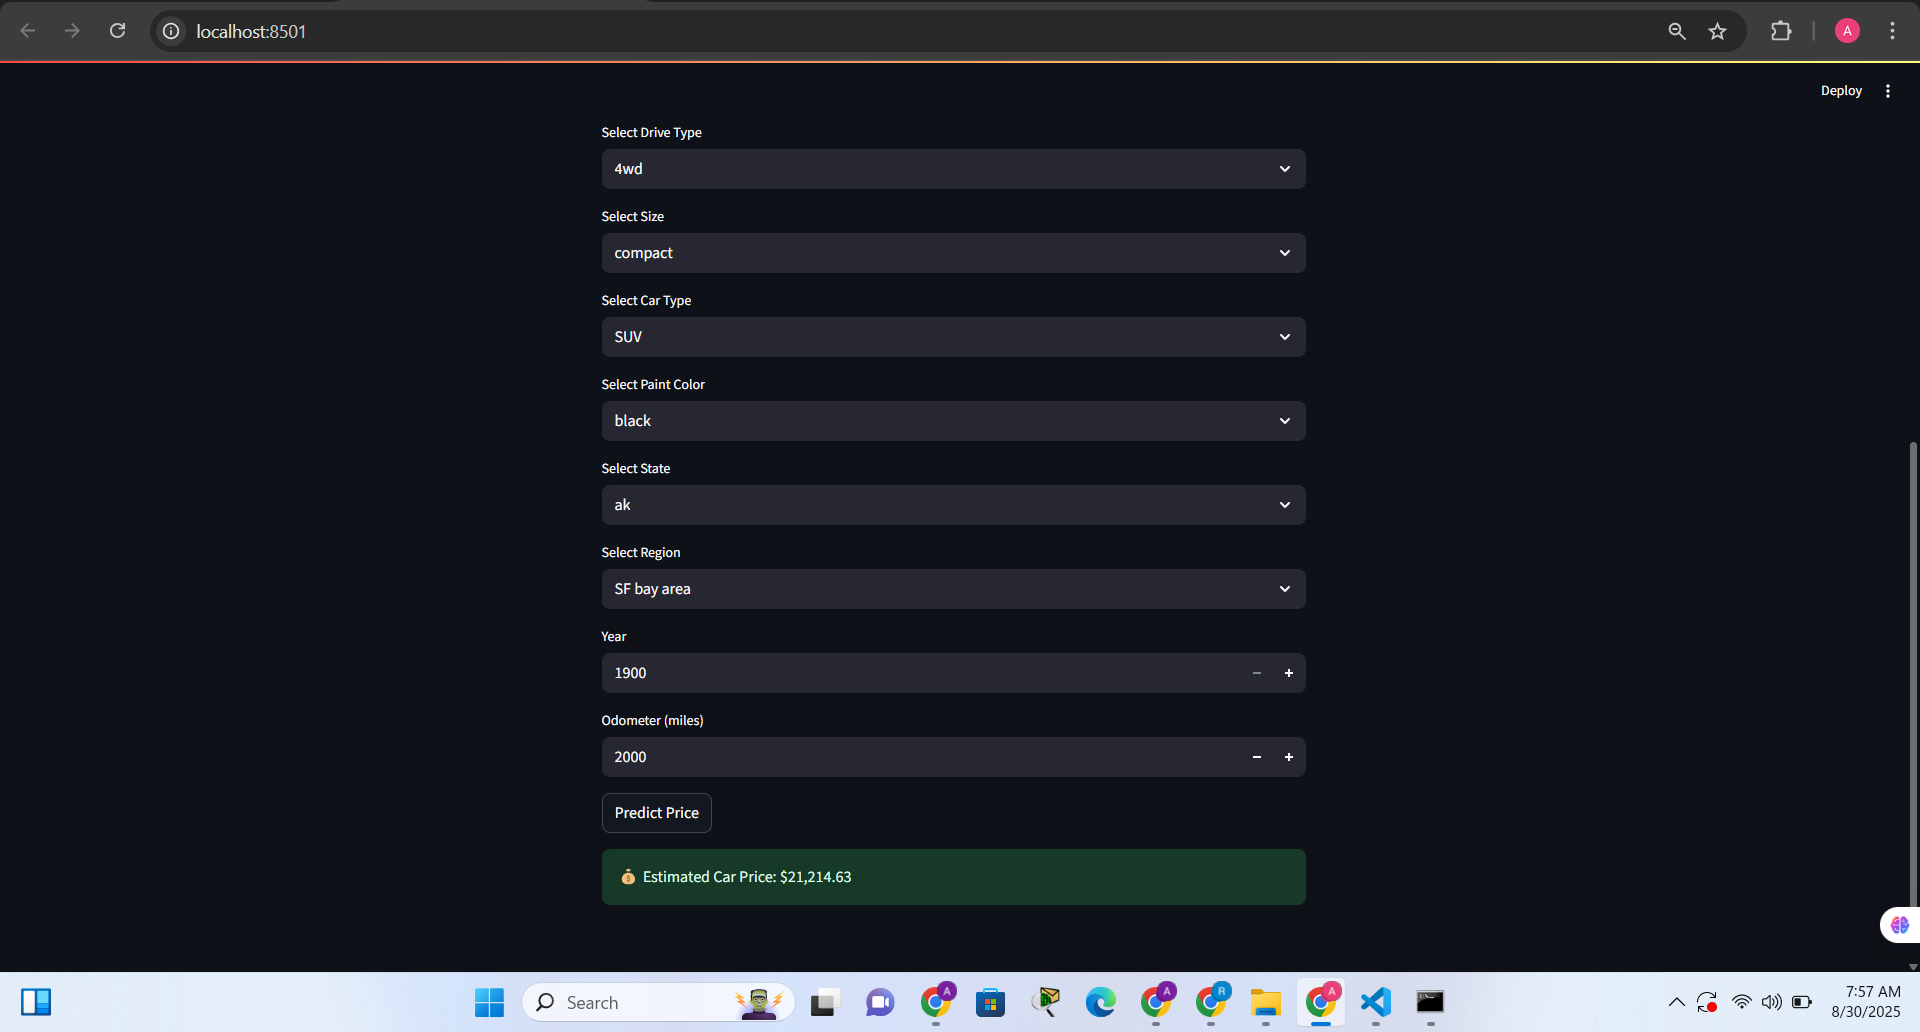 localhost:8501
A
Deploy
Select Drive Type
4wd
Select Size
compact
Select Car Type
SUV
Select Paint Color
black
Select State
ak
Select Region
SF bay area
Year
1900
Odometer (miles)
2000
Predict Price
Estimated Car Price: $21,214.63
Search
A
A
R
A
7:57 AM
8/30/2025